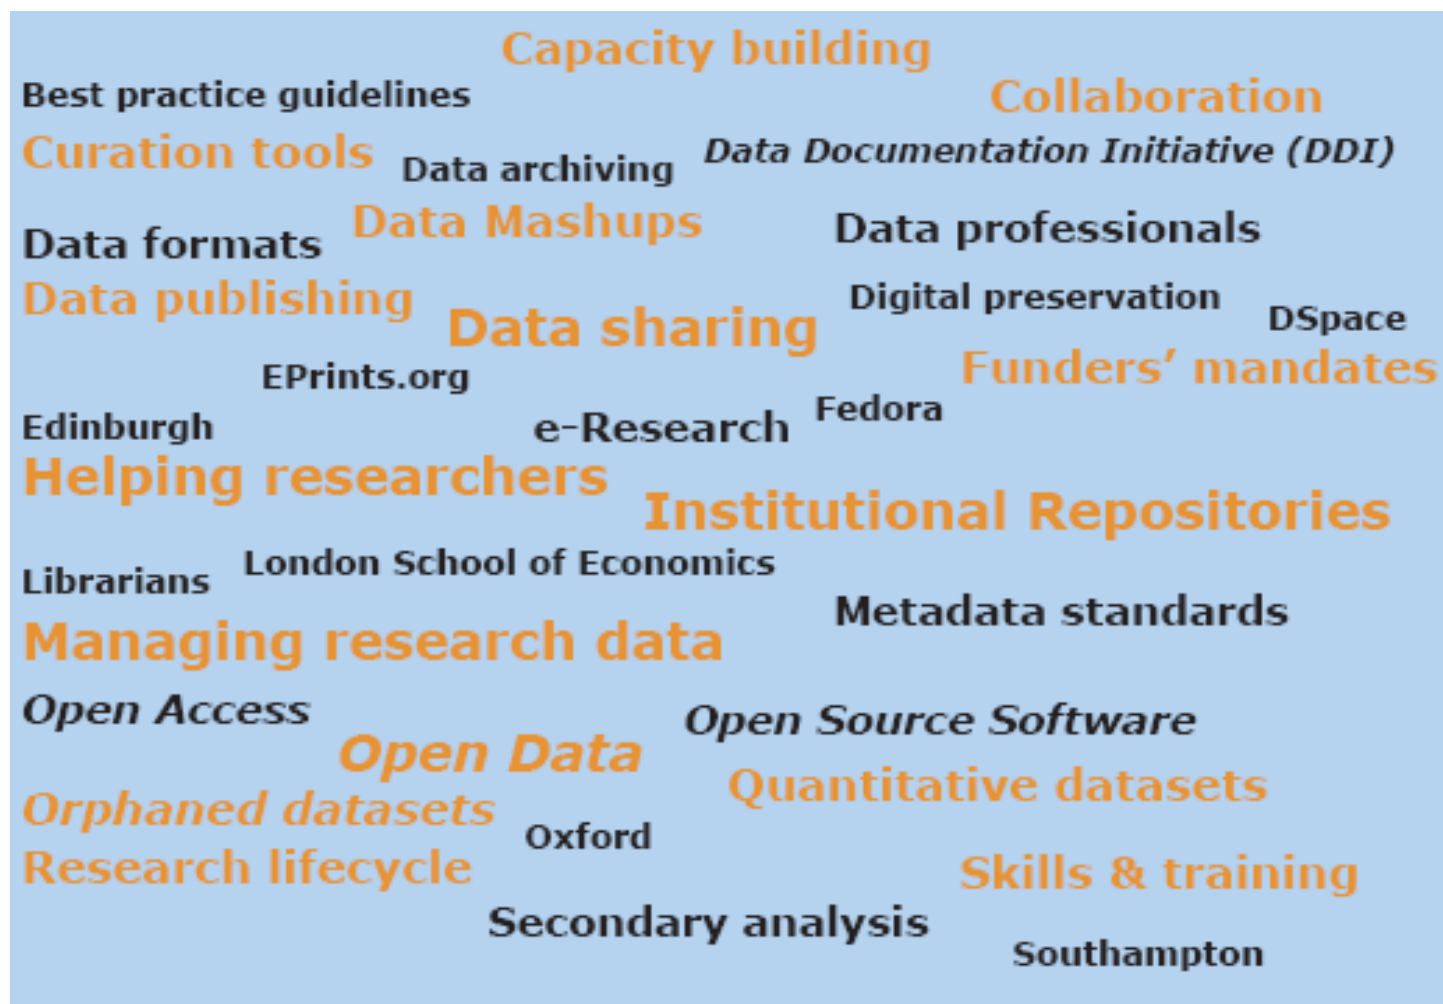 Capacity building
Best practice guidelines
Collaboration
Curation tools
Data archiving
Data Documentation Initiative (DDI)
Data formats
Data Mashups
Data professionals
Data publishing
Data sharing
Digital preservation
DSpace
EPrints.org
Funders’ mandates
Edinburgh
e-Research
Fedora
Helping researchers
Institutional Repositories
Librarians
London School of Economics
Metadata standards
Managing research data
Open Access
Open Data
Open Source Software
Orphaned datasets
Oxford
Quantitative datasets
Research lifecycle
Skills & training
Secondary analysis
Southampton